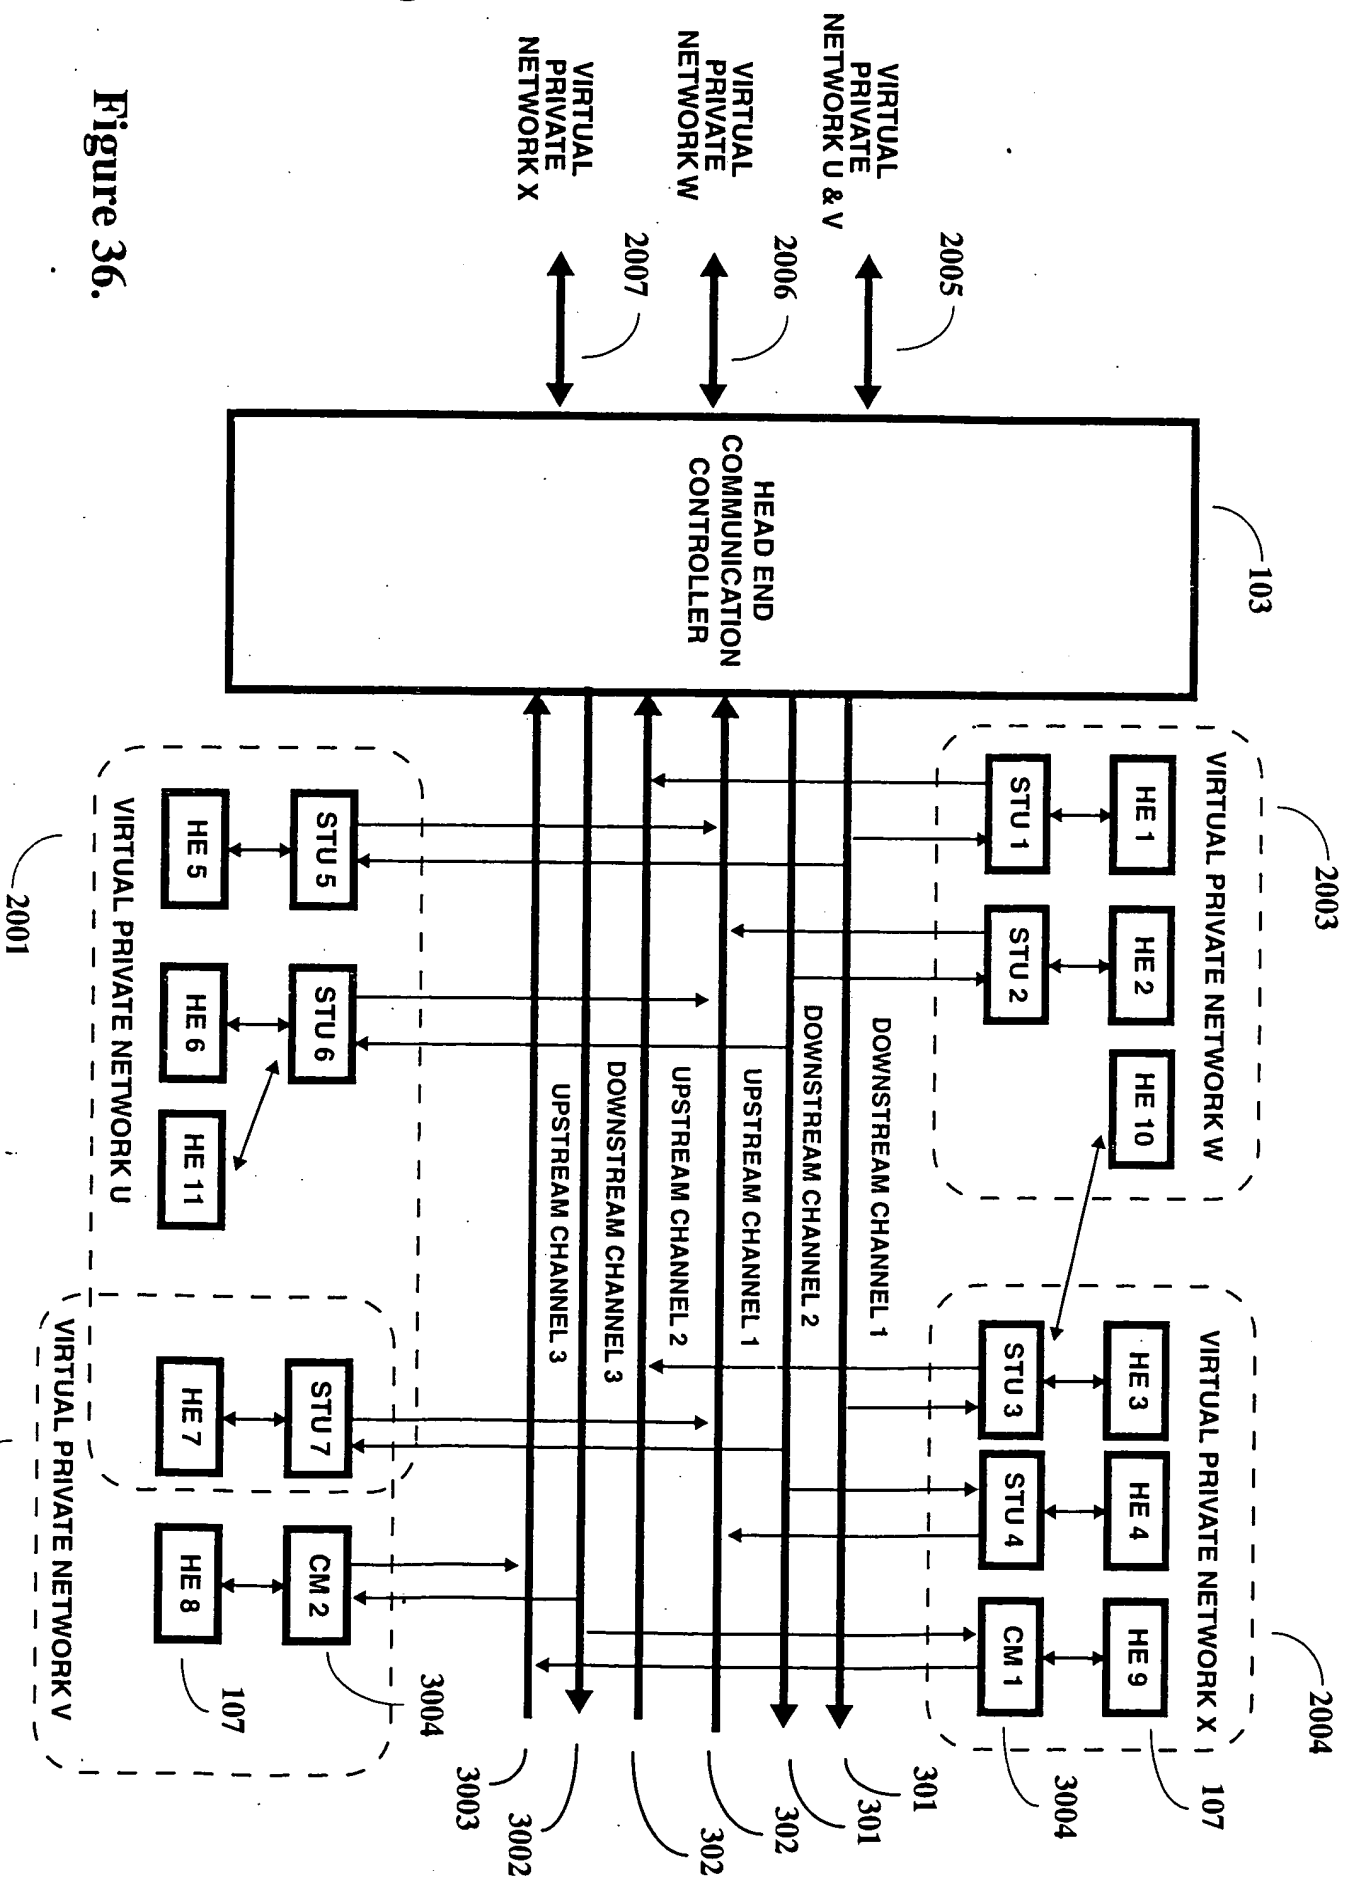 VIRTUAL
PRIVATE
NETWORK U & V
2005
VIRTUAL
PRIVATE
NETWORK W
2006
VIRTUAL
PRIVATE
NETWORK X
2007
HEAD END
COMMUNICATION
CONTROLLER
103
2003
VIRTUAL PRIVATE NETWORK W
HE 1
HE 2
HE 10
STU 1
STU 2
2004
VIRTUAL PRIVATE NETWORK X
HE 3
HE 4
HE 9
STU 3
STU 4
CM 1
107
3004
DOWNSTREAM CHANNEL 1
301
DOWNSTREAM CHANNEL 2
301
UPSTREAM CHANNEL 1
302
UPSTREAM CHANNEL 2
302
DOWNSTREAM CHANNEL 3
3002
UPSTREAM CHANNEL 3
3003
STU 5
STU 6
STU 7
CM 2
3004
HE 5
HE 6
HE 11
HE 7
HE 8
107
VIRTUAL PRIVATE NETWORK U
2001
VIRTUAL PRIVATE NETWORK V
Figure 36.